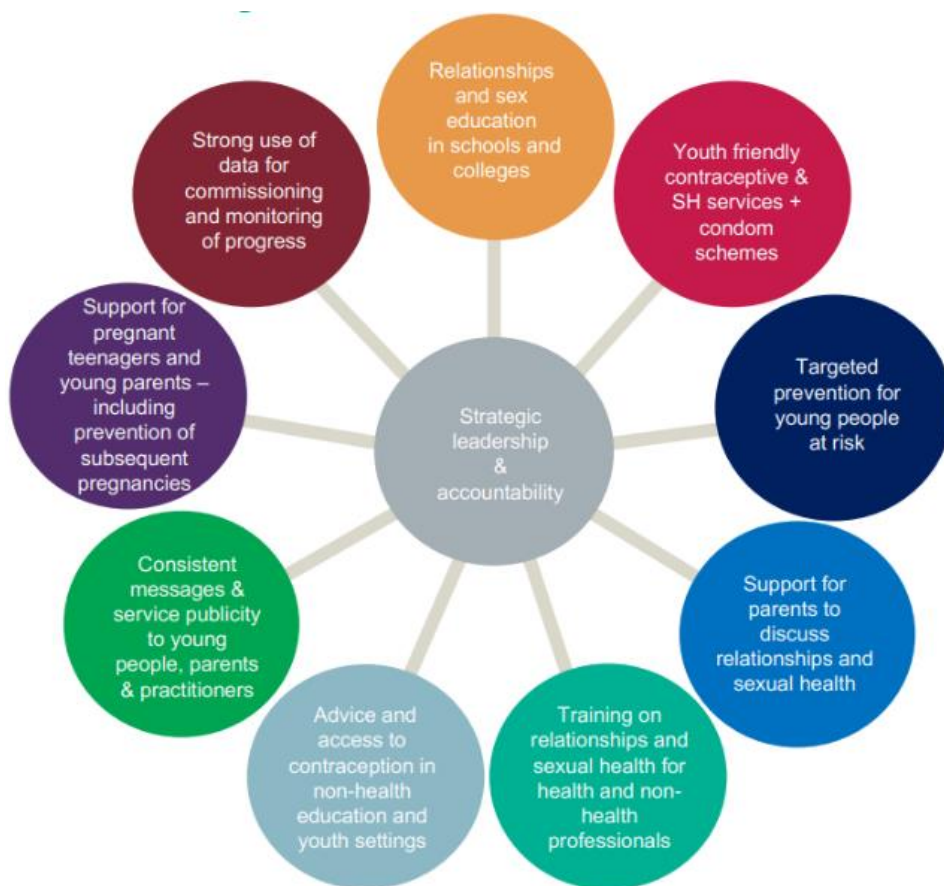 Relationships
and sex
education
in schools and
colleges
Youth friendly
contraceptive &
SH services +
condom
schemes
Targeted
prevention for
young people
at risk
Support for
parents to
discuss
relationships and
sexual health
Training on
relationships and
sexual health for
health and non-
health
professionals
Advice and
access to
contraception in
non-health
education and
youth settings
Consistent
messages &
service publicity
to young
people, parents
& practitioners
Support for
pregnant
teenagers and
young parents –
including
prevention of
subsequent
pregnancies
Strong use of
data for
commissioning
and monitoring
of progress
Strategic
leadership
&
accountability